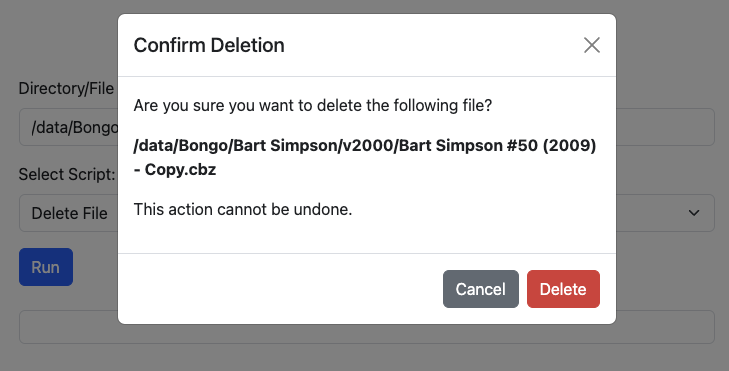 Confirm Deletion
Directory/File
Are you sure you want to delete the following file?
/data/Bongo
/data/Bongo/Bart Simpson/v2000/Bart Simpson #50 (2009)
- Copy.cbz
Select Script:
This action cannot be undone.
Delete File
Run
Cancel
Delete